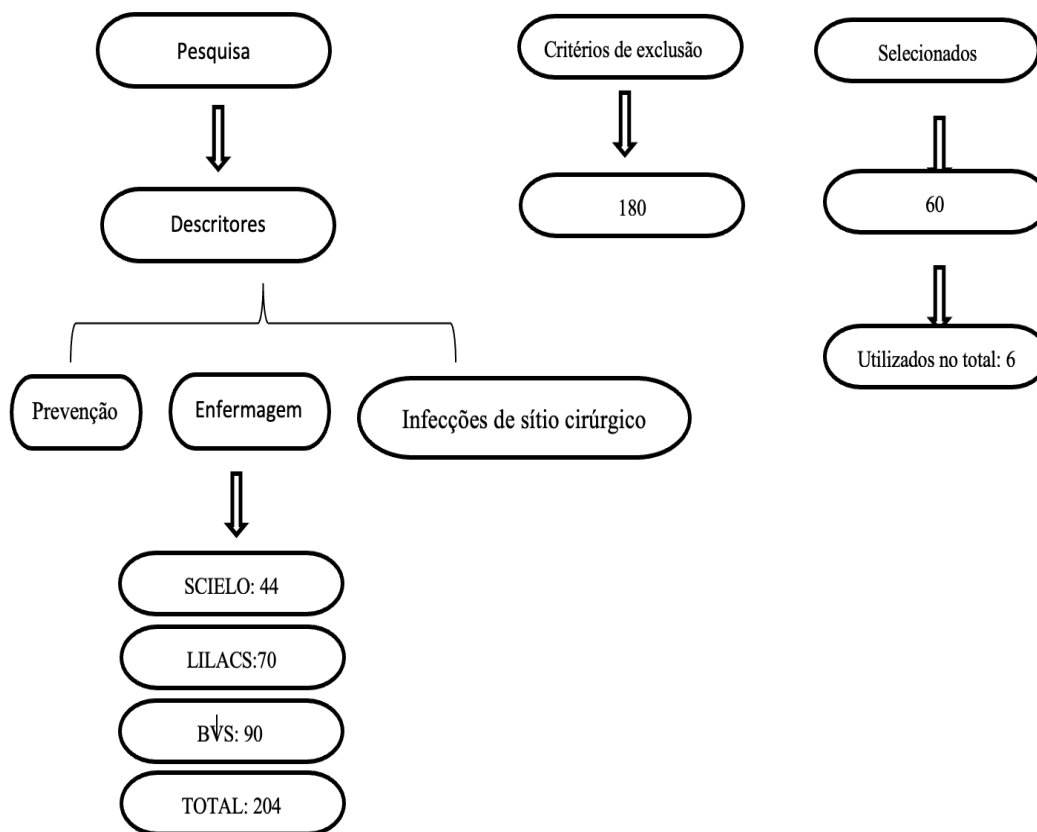 Pesquisa
Critérios de exclusão
Selecionados
Descritores
180
60
Utilizados no total: 6
Prevenção
Enfermagem
Infecções de sítio cirúrgico
SCIELO: 44
LILACS:70
BVS: 90
TOTAL: 204